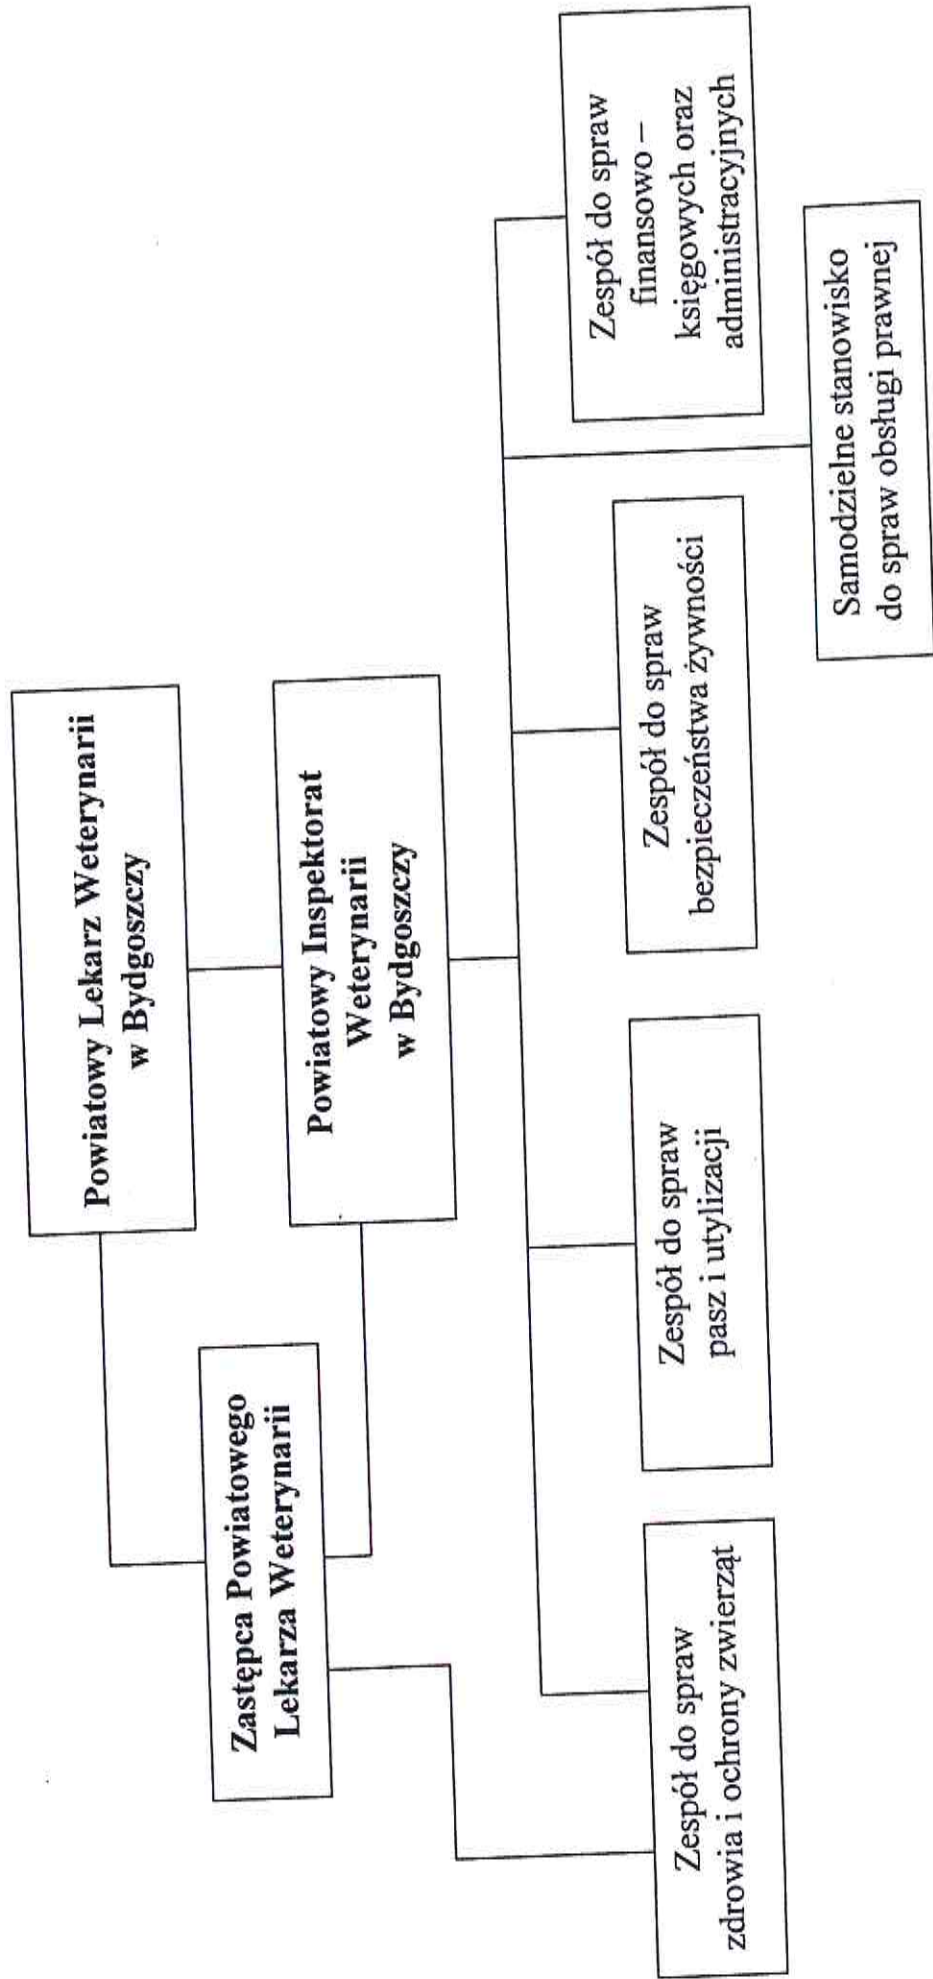 Powiatowy Lekarz Weterynarii
w Bydgoszczy
Zastępca Powiatowego
Lekarza Weterynarii
Powiatowy Inspektorat
Weterynarii
w Bydgoszczy
Zespół do spraw
zdrowia i ochrony zwierząt
Zespół do spraw
pasz i utylizacji
Zespół do spraw
bezpieczeństwa żywności
Zespół do spraw
finansowo –
księgowych oraz
administracyjnych
Samodzielne stanowisko
do spraw obsługi prawnej